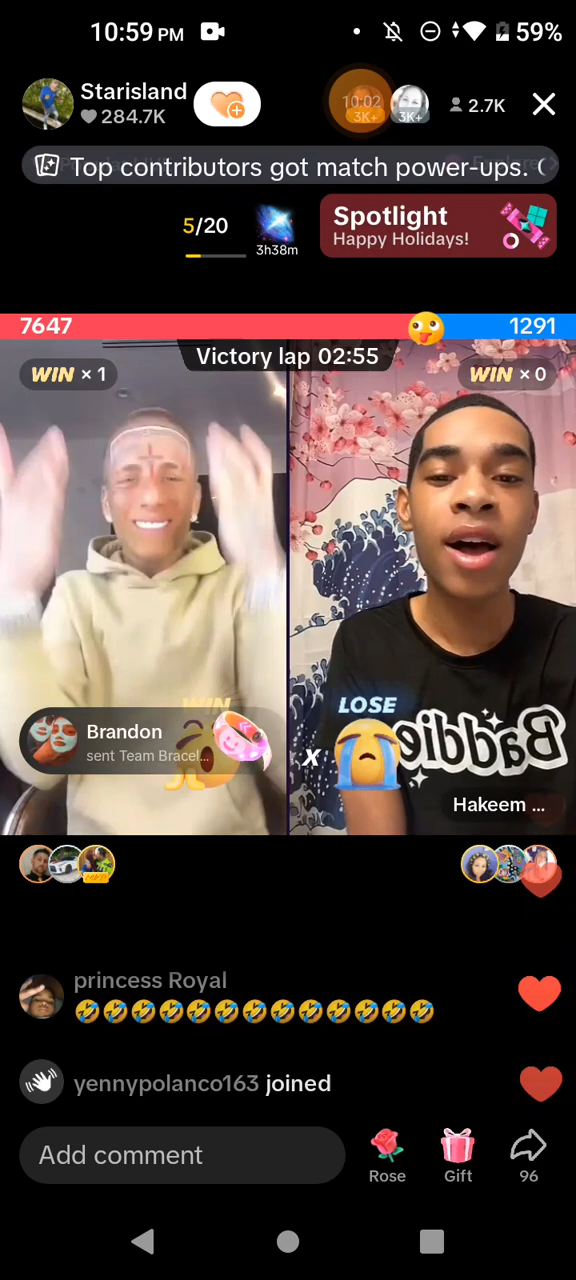 10:59 PM
59%
Starisland
284.7K
10:02
3K+
3K+
2.7K
Top contributors got match power-ups. (
5/20
3h38m
Spotlight
Happy Holidays!
7647
1291
Victory lap 02:55
WIN × 1
WIN × 0
WIN
LOSE
Baddie
Brandon
sent Team Bracel...
x
Hakeem ...
princess Royal
yennypolanco163 joined
Add comment
Rose
Gift
96